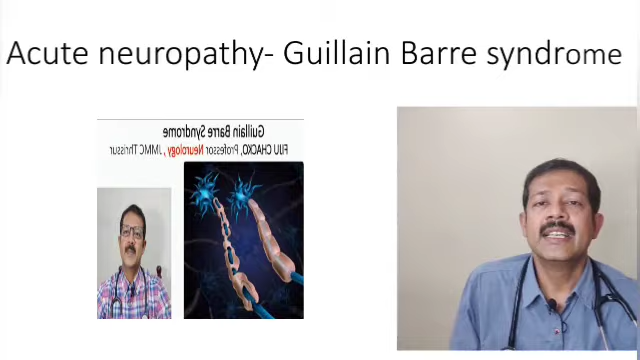 Acute neuropathy- Guillain Barre syndrome
Guillain Barre Syndrome
FIJU CHACKO, Professor Neurology, JMMC Thrissur